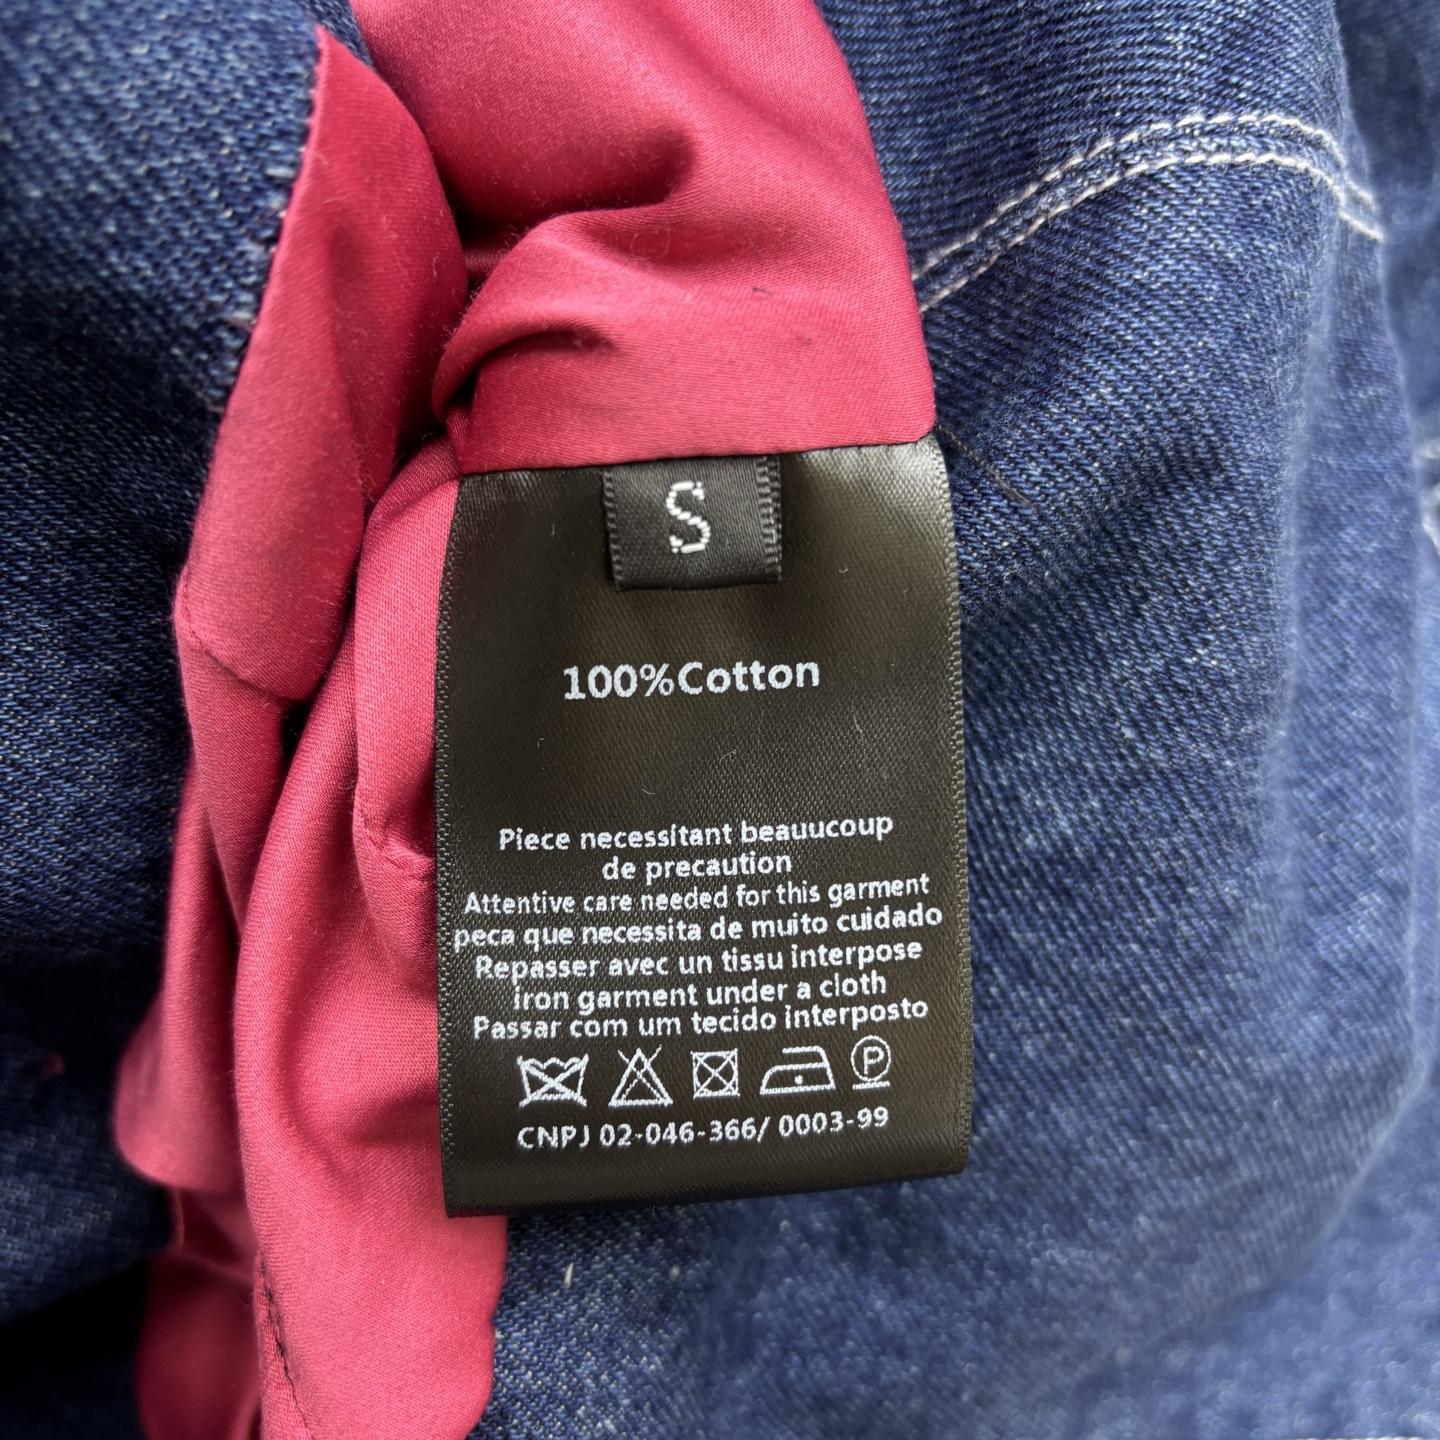 S
100%Cotton
Piece necessitant beauucoup
de precaution
Attentive care needed for this garment
peca que necessita de muito cuidado
Repasser avec un tissu interpose
iron garment under a cloth
Passar com um tecido interposto
P
CNPJ 02-046-366/ 0003-99